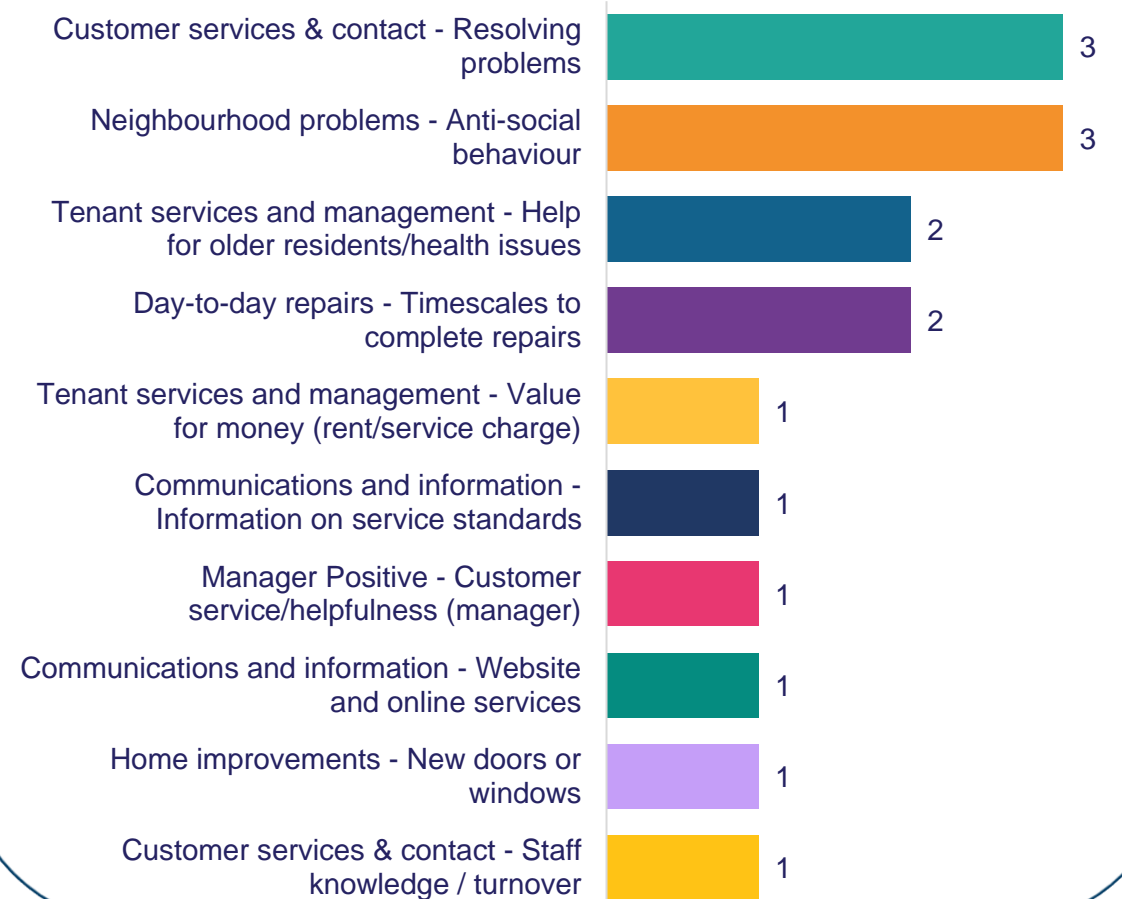 Customer services & contact - Resolving
problems
3
Neighbourhood problems - Anti-social
behaviour
3
Tenant services and management - Help
for older residents/health issues
2
Day-to-day repairs - Timescales to
complete repairs
2
Tenant services and management - Value
for money (rent/service charge)
1
Communications and information -
Information on service standards
1
Manager Positive - Customer
service/helpfulness (manager)
1
Communications and information - Website
and online services
1
Home improvements - New doors or
windows
1
Customer services & contact - Staff
knowledge / turnover
1